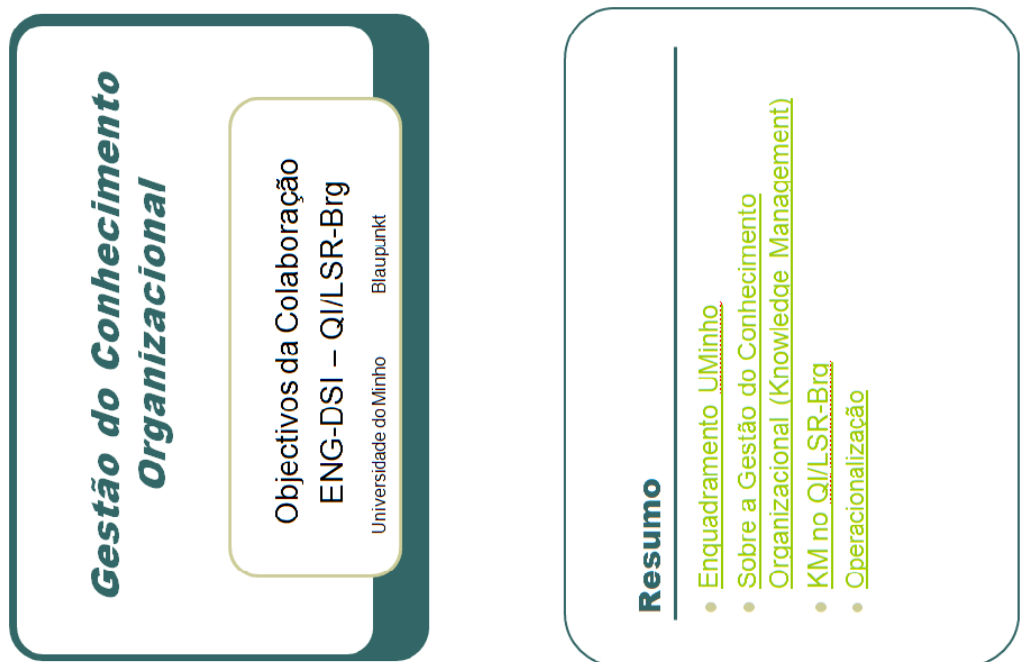 Gestão do Conhecimento
Organizacional
Objectivos da Colaboração
ENG-DSI – QI/LSR-Brg
Universidade do Minho Blaupunkt
Resumo
Enquadramento UMinho
Sobre a Gestão do Conhecimento
Organizacional (Knowledge Management)
KM no QI/LSR-Brg
Operacionalização